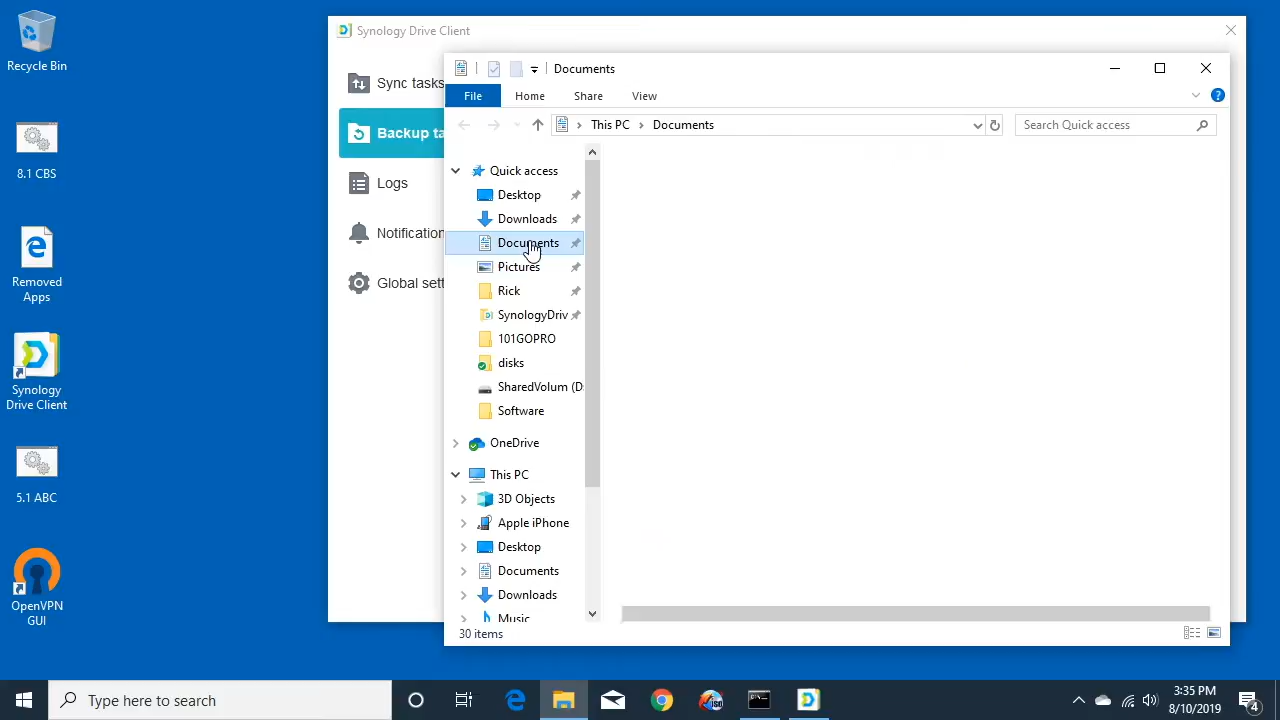 Recycle Bin
8.1 CBS
Removed
Apps
Synology
Drive Client
5.1 ABC
OpenVPN
GUI
Synology Drive Client
Sync tasks
Backup ta
Logs
Notification
Global sett
Documents
File
Home
Share
View
This PC
Documents
Search Quick access
Quick access
Desktop
Downloads
Documents
Pictures
Rick
SynologyDriv
101GOPRO
disks
SharedVolum (D:
Software
OneDrive
This PC
3D Objects
Apple iPhone
Desktop
Documents
Downloads
Music
30 items
Type here to search
3:35 PM
8/10/2019
4